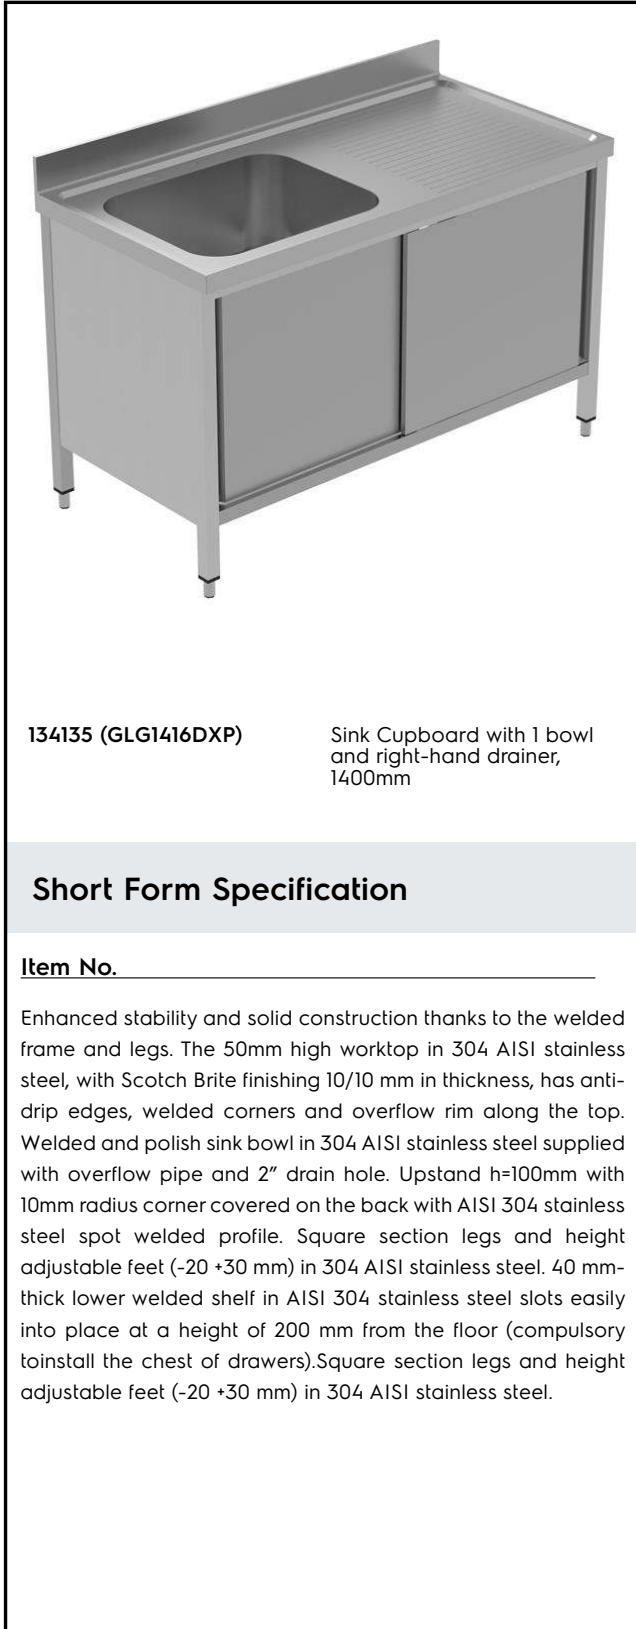 134135 (GLG1416DXP)
Sink Cupboard with 1 bowl
and right-hand drainer,
1400mm
Short Form Specification
Item No.
Enhanced stability and solid construction thanks to the welded
frame and legs. The 50mm high worktop in 304 AISI stainless
steel, with Scotch Brite finishing 10/10 mm in thickness, has anti-
drip edges, welded corners and overflow rim along the top.
Welded and polish sink bowl in 304 AISI stainless steel supplied
with overflow pipe and 2” drain hole. Upstand h=100mm with
10mm radius corner covered on the back with AISI 304 stainless
steel spot welded profile. Square section legs and height
adjustable feet (-20 +30 mm) in 304 AISI stainless steel. 40 mm-
thick lower welded shelf in AISI 304 stainless steel slots easily
into place at a height of 200 mm from the floor (compulsory
toinstall the chest of drawers).Square section legs and height
adjustable feet (-20 +30 mm) in 304 AISI stainless steel.